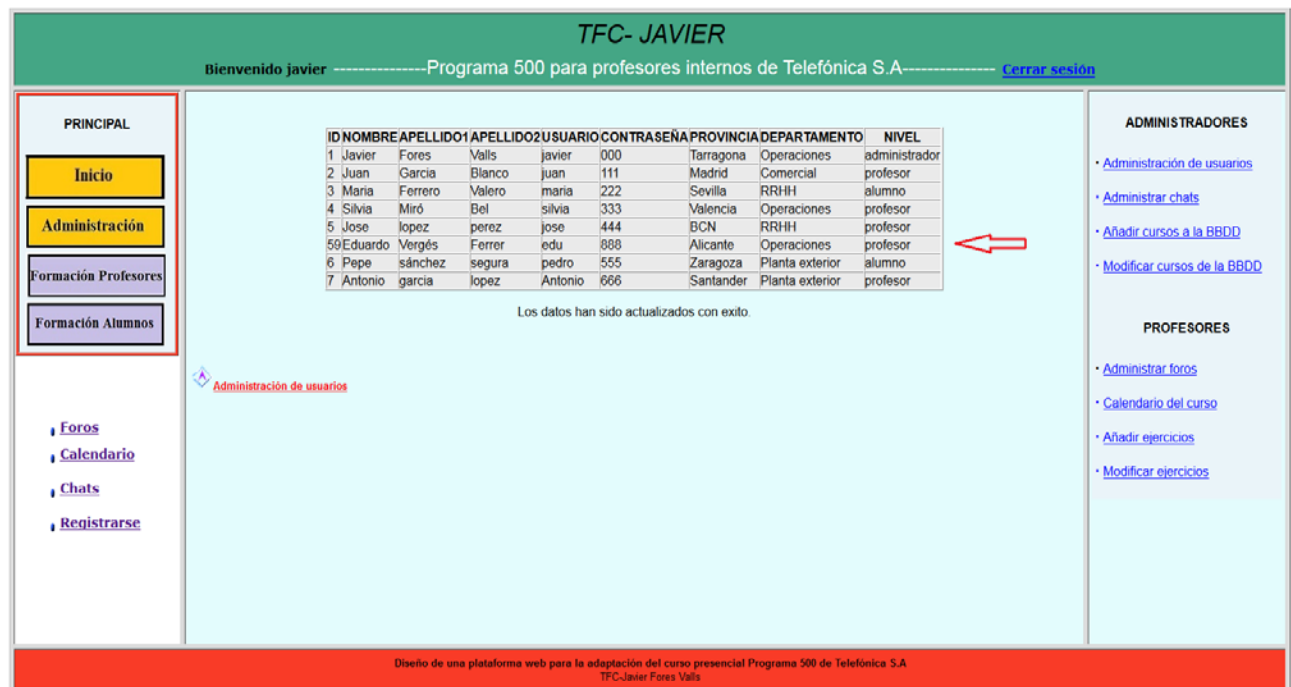 TFC- JAVIER
Bienvenido javier ---------------Programa 500 para profesores internos de Telefónica S.A--------------- Cerrar sesión
PRINCIPAL
Inicio
Administración
Formación Profesores
Formación Alumnos
Foros
Calendario
Chats
Registrarse
ID NOMBRE APELLIDO1 APELLIDO2 USUARIO CONTRASEÑA PROVINCIA DEPARTAMENTO NIVEL
1 Javier Fores Valls javier 000 Tarragona Operaciones administrador
2 Juan Garcia Blanco juan 111 Madrid Comercial profesor
3 Maria Ferrero Valero maria 222 Sevilla RRHH alumno
4 Silvia Miró Bel silvia 333 Valencia Operaciones profesor
5 Jose lopez perez jose 444 BCN RRHH profesor
59 Eduardo Vergés Ferrer edu 888 Alicante Operaciones profesor
6 Pepe sánchez segura pedro 555 Zaragoza Planta exterior alumno
7 Antonio garcia lopez Antonio 666 Santander Planta exterior profesor
Los datos han sido actualizados con exito.
Administración de usuarios
ADMINISTRADORES
· Administración de usuarios
· Administrar chats
· Añadir cursos a la BBDD
· Modificar cursos de la BBDD
PROFESORES
· Administrar foros
· Calendario del curso
· Añadir ejercicios
· Modificar ejercicios
Diseño de una plataforma web para la adaptación del curso presencial Programa 500 de Telefónica S.A
TFC-Javier Fores Valls